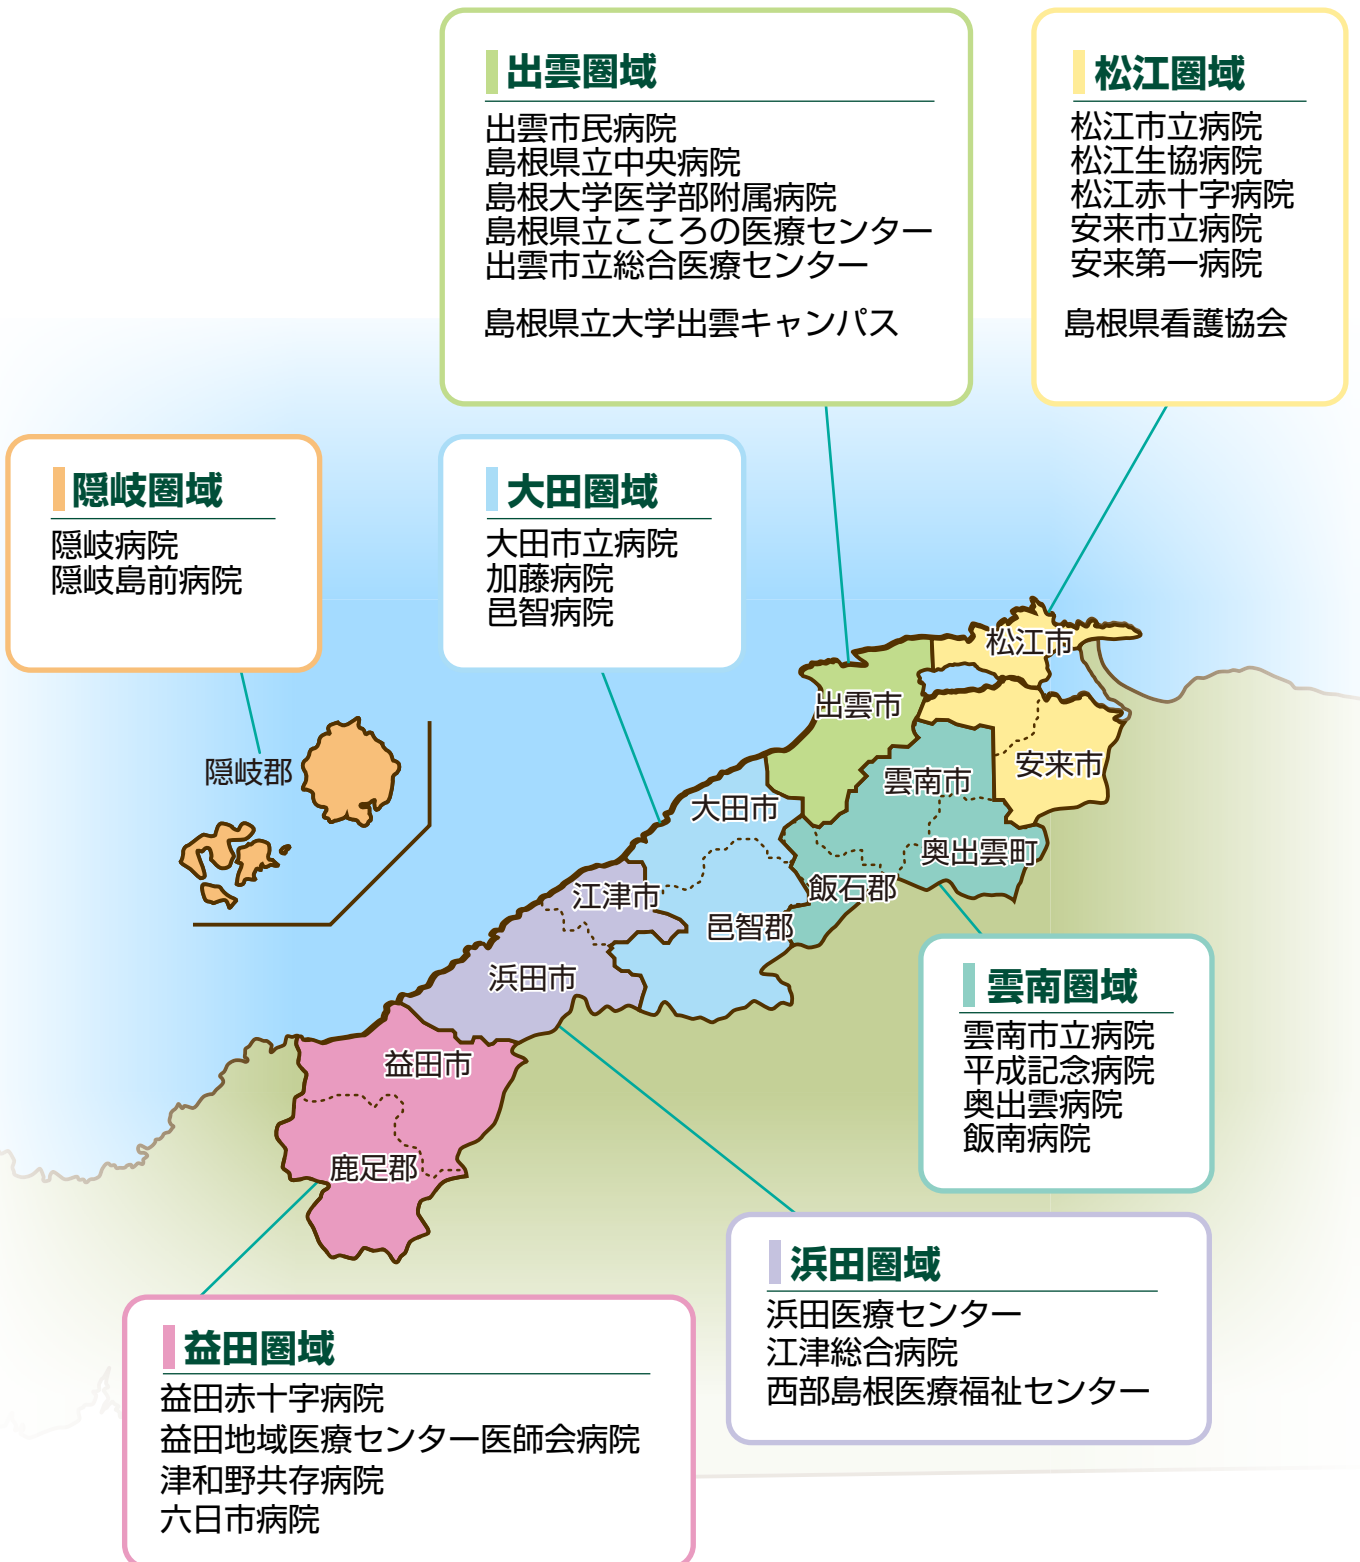 出雲圏域
出雲市民病院
島根県立中央病院
島根大学医学部附属病院
島根県立こころの医療センター
出雲市立総合医療センター
島根県立大学出雲キャンパス
松江圏域
松江市立病院
松江生協病院
松江赤十字病院
安来市立病院
安来第一病院
島根県看護協会
隠岐圏域
隠岐病院
隠岐島前病院
大田圏域
大田市立病院
加藤病院
邑智病院
松江市
出雲市
安来市
隠岐郡
雲南市
大田市
奥出雲町
飯石郡
江津市
邑智郡
浜田市
益田市
鹿足郡
雲南圏域
雲南市立病院
平成記念病院
奥出雲病院
飯南病院
浜田圏域
浜田医療センター
江津総合病院
西部島根医療福祉センター
益田圏域
益田赤十字病院
益田地域医療センター医師会病院
津和野共存病院
六日市病院